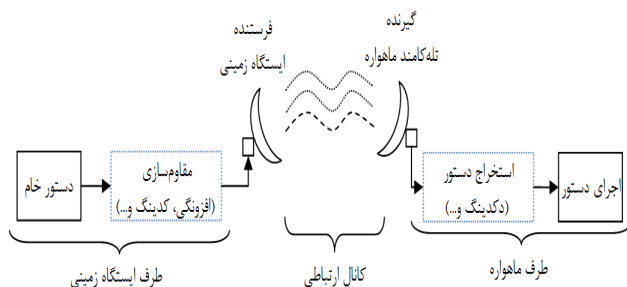 فرستنده
ایستگاه زمینی
گیرنده
تله‌کامند ماهواره
دستور خام
مقاوم‌سازی
(افزونگی، کدینگ و...)
استخراج دستور
(دکدینگ و...)
اجرای دستور
طرف ایستگاه زمینی
کانال ارتباطی
طرف ماهواره